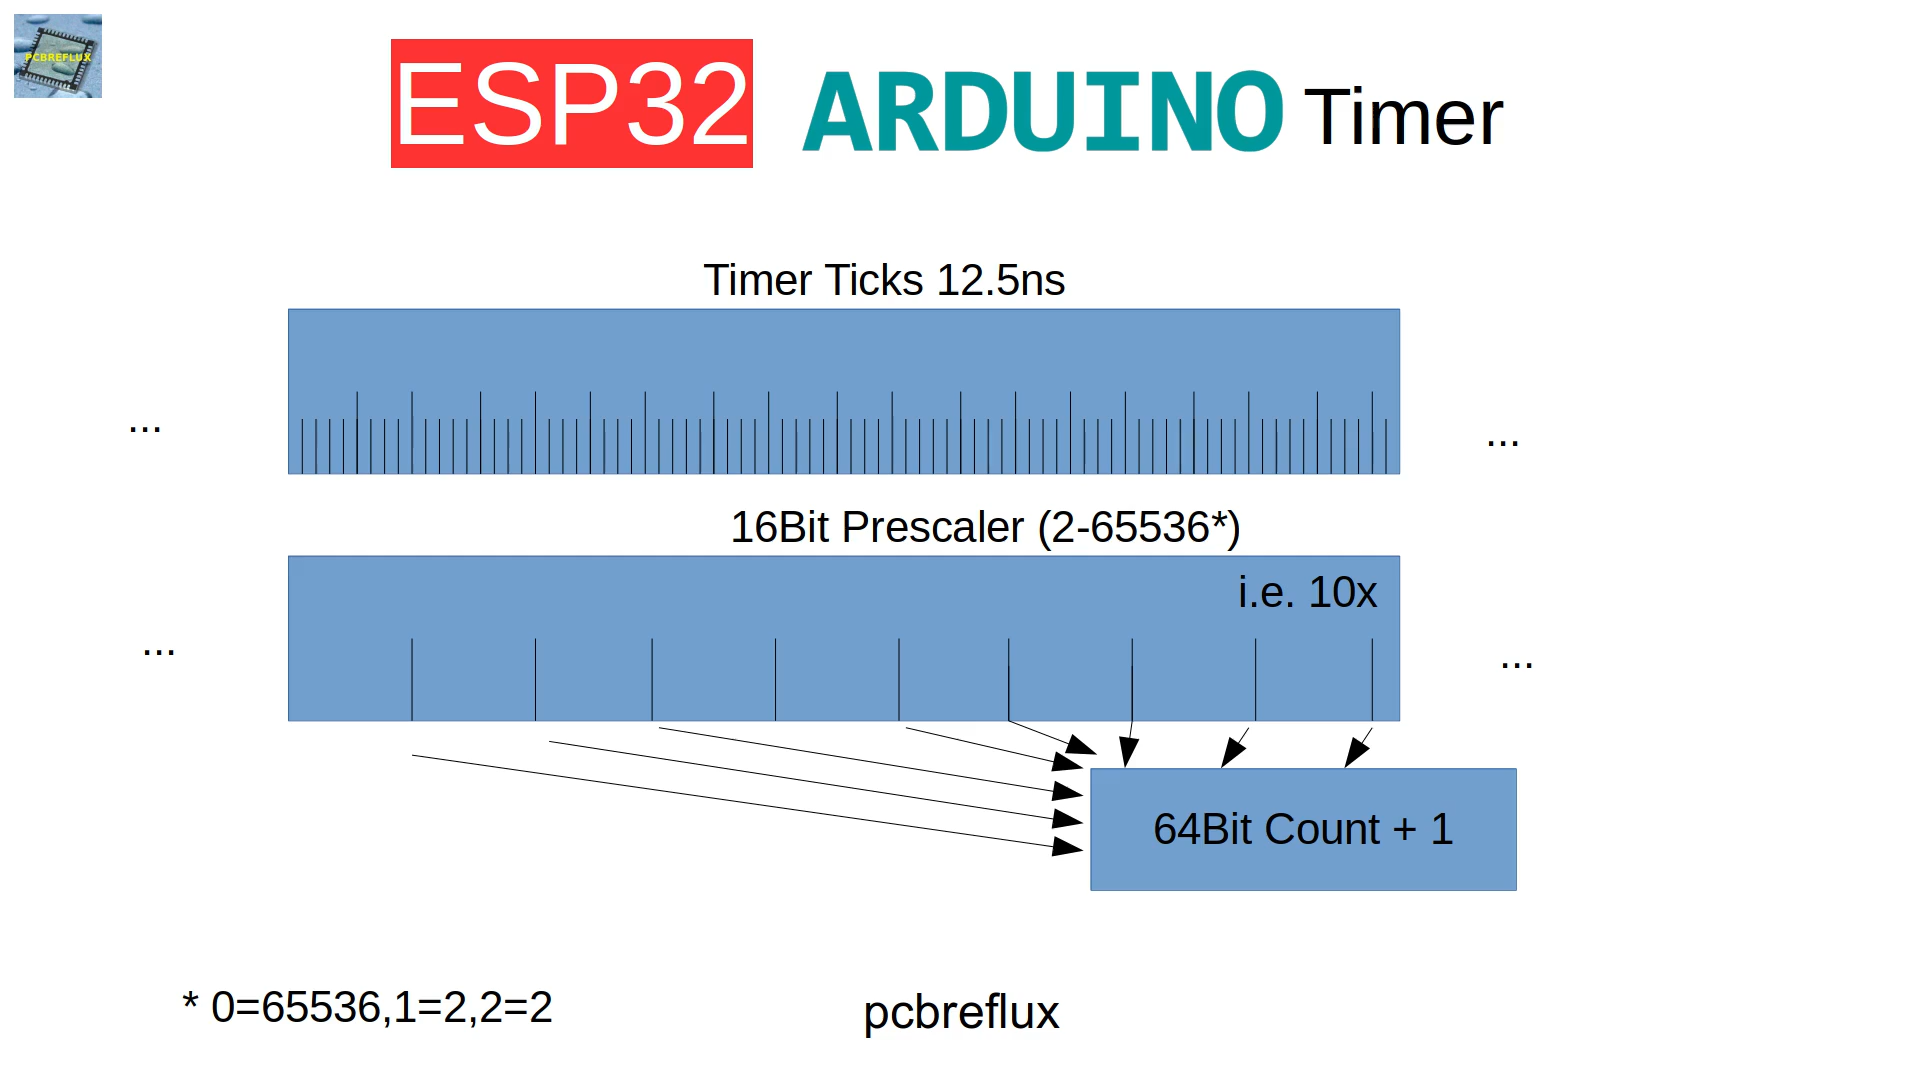 PCBREFLUX
ESP32 ARDUINO Timer
Timer Ticks 12.5ns
... ...
16Bit Prescaler (2-65536*)
i.e. 10x
... ...
64Bit Count + 1
* 0=65536,1=2,2=2
pcbreflux